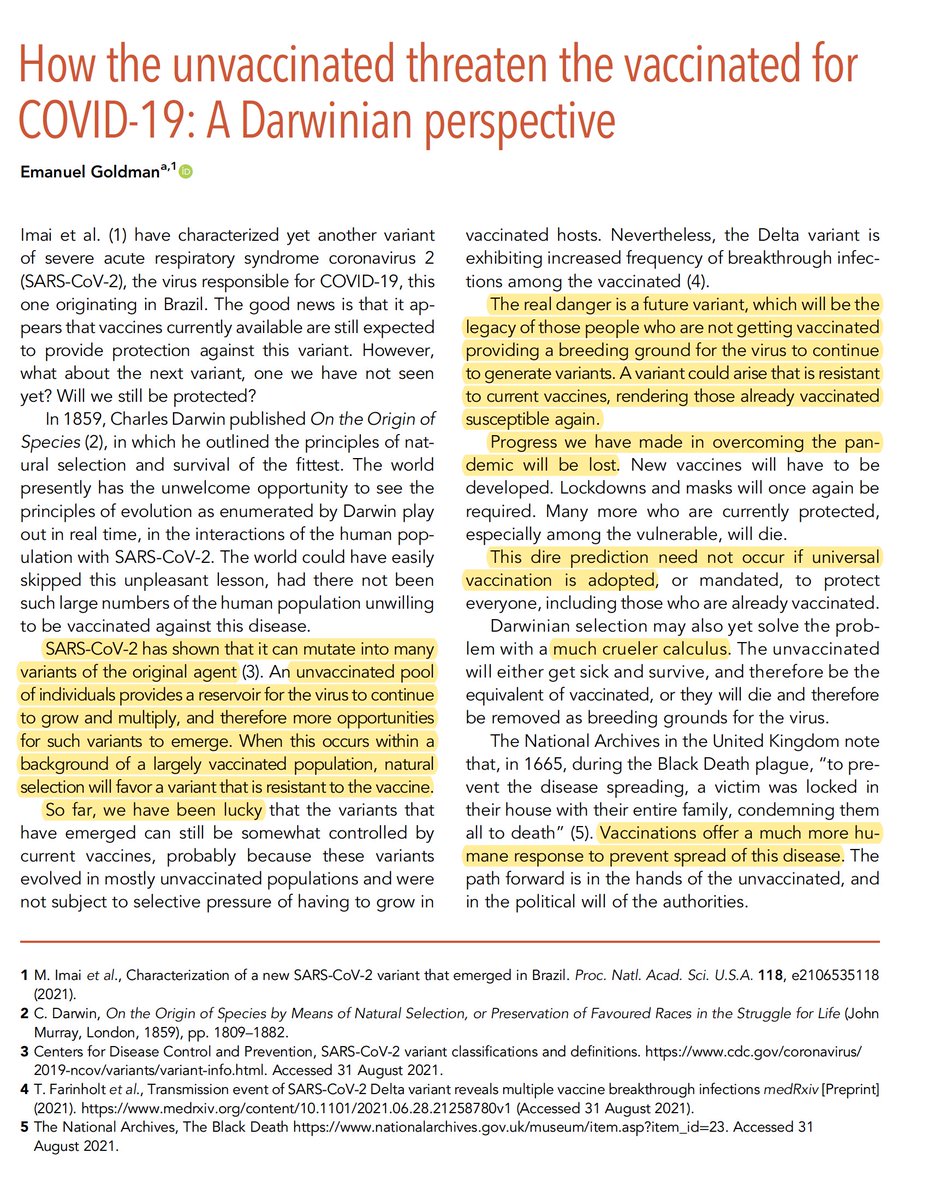 How the unvaccinated threaten the vaccinated for
COVID-19: A Darwinian perspective
Emanuel Goldmana,1 iD
Imai et al. (1) have characterized yet another variant
of severe acute respiratory syndrome coronavirus 2
(SARS-CoV-2), the virus responsible for COVID-19, this
one originating in Brazil. The good news is that it ap-
pears that vaccines currently available are still expected
to provide protection against this variant. However,
what about the next variant, one we have not seen
yet? Will we still be protected?
In 1859, Charles Darwin published On the Origin of
Species (2), in which he outlined the principles of nat-
ural selection and survival of the fittest. The world
presently has the unwelcome opportunity to see the
principles of evolution as enumerated by Darwin play
out in real time, in the interactions of the human pop-
ulation with SARS-CoV-2. The world could have easily
skipped this unpleasant lesson, had there not been
such large numbers of the human population unwilling
to be vaccinated against this disease.
SARS-CoV-2 has shown that it can mutate into many
variants of the original agent (3). An unvaccinated pool
of individuals provides a reservoir for the virus to continue
to grow and multiply, and therefore more opportunities
for such variants to emerge. When this occurs within a
background of a largely vaccinated population, natural
selection will favor a variant that is resistant to the vaccine.
So far, we have been lucky that the variants that
have emerged can still be somewhat controlled by
current vaccines, probably because these variants
evolved in mostly unvaccinated populations and were
not subject to selective pressure of having to grow in
vaccinated hosts. Nevertheless, the Delta variant is
exhibiting increased frequency of breakthrough infec-
tions among the vaccinated (4).
The real danger is a future variant, which will be the
legacy of those people who are not getting vaccinated
providing a breeding ground for the virus to continue
to generate variants. A variant could arise that is resistant
to current vaccines, rendering those already vaccinated
susceptible again.
Progress we have made in overcoming the pan-
demic will be lost. New vaccines will have to be
developed. Lockdowns and masks will once again be
required. Many more who are currently protected,
especially among the vulnerable, will die.
This dire prediction need not occur if universal
vaccination is adopted, or mandated, to protect
everyone, including those who are already vaccinated.
Darwinian selection may also yet solve the prob-
lem with a much crueler calculus. The unvaccinated
will either get sick and survive, and therefore be the
equivalent of vaccinated, or they will die and therefore
be removed as breeding grounds for the virus.
The National Archives in the United Kingdom note
that, in 1665, during the Black Death plague, “to pre-
vent the disease spreading, a victim was locked in
their house with their entire family, condemning them
all to death” (5). Vaccinations offer a much more hu-
mane response to prevent spread of this disease. The
path forward is in the hands of the unvaccinated, and
in the political will of the authorities.
1 M. Imai et al., Characterization of a new SARS-CoV-2 variant that emerged in Brazil. Proc. Natl. Acad. Sci. U.S.A. 118, e2106535118
(2021).
2 C. Darwin, On the Origin of Species by Means of Natural Selection, or Preservation of Favoured Races in the Struggle for Life (John
Murray, London, 1859), pp. 1809–1882.
3 Centers for Disease Control and Prevention, SARS-CoV-2 variant classifications and definitions. https://www.cdc.gov/coronavirus/
2019-ncov/variants/variant-info.html. Accessed 31 August 2021.
4 T. Farinholt et al., Transmission event of SARS-CoV-2 Delta variant reveals multiple vaccine breakthrough infections medRxiv [Preprint]
(2021). https://www.medrxiv.org/content/10.1101/2021.06.28.21258780v1 (Accessed 31 August 2021).
5 The National Archives, The Black Death https://www.nationalarchives.gov.uk/museum/item.asp?item_id=23. Accessed 31
August 2021.